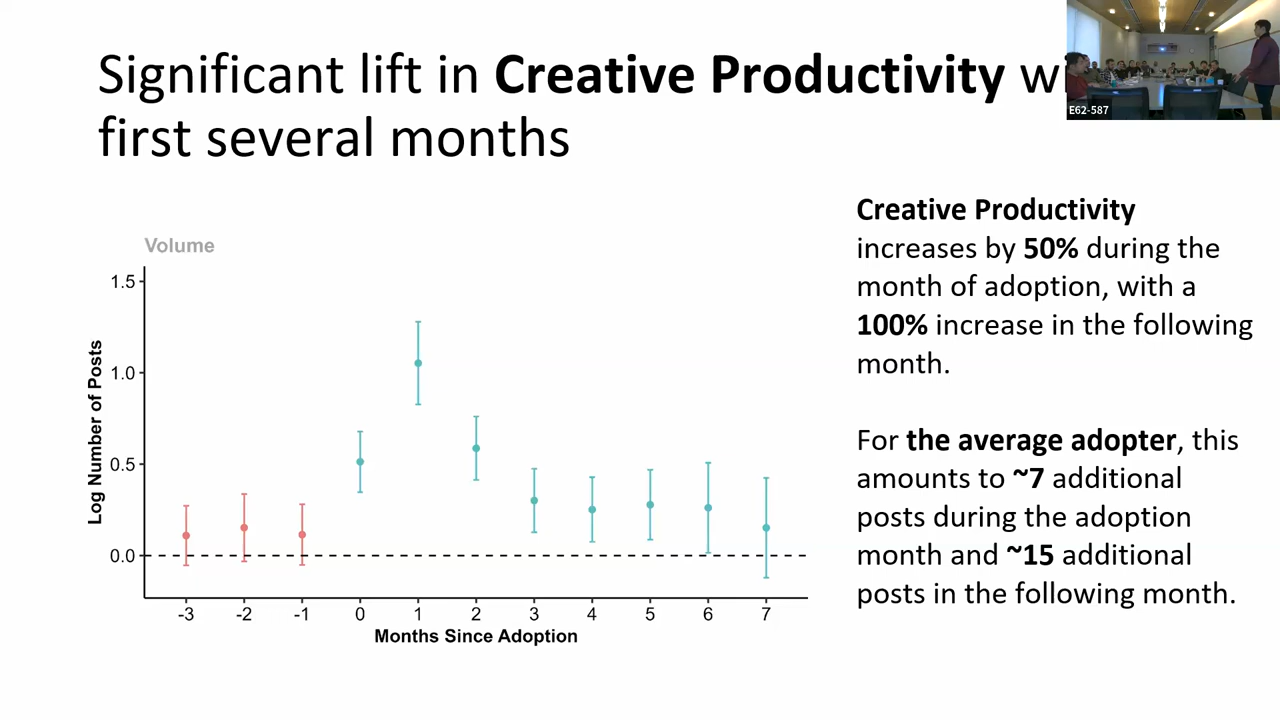 Significant lift in Creative Productivity
first several months
E62-587
Volume
1.5
1.0
0.5
0.0
Log Number of Posts
-3 -2 -1 0 1 2 3 4 5 6 7
Months Since Adoption
Creative Productivity
increases by 50% during the
month of adoption, with a
100% increase in the following
month.
For the average adopter, this
amounts to ~7 additional
posts during the adoption
month and ~15 additional
posts in the following month.